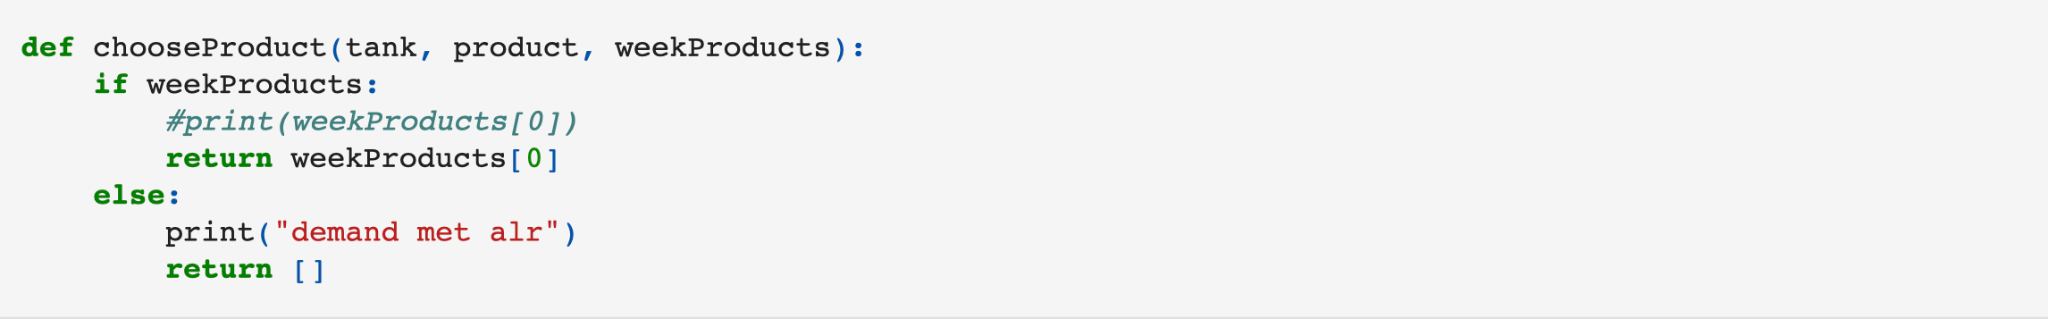 def chooseProduct(tank, product, weekProducts):
    if weekProducts:
        #print(weekProducts[0])
        return weekProducts[0]
    else:
        print("demand met alr")
        return []